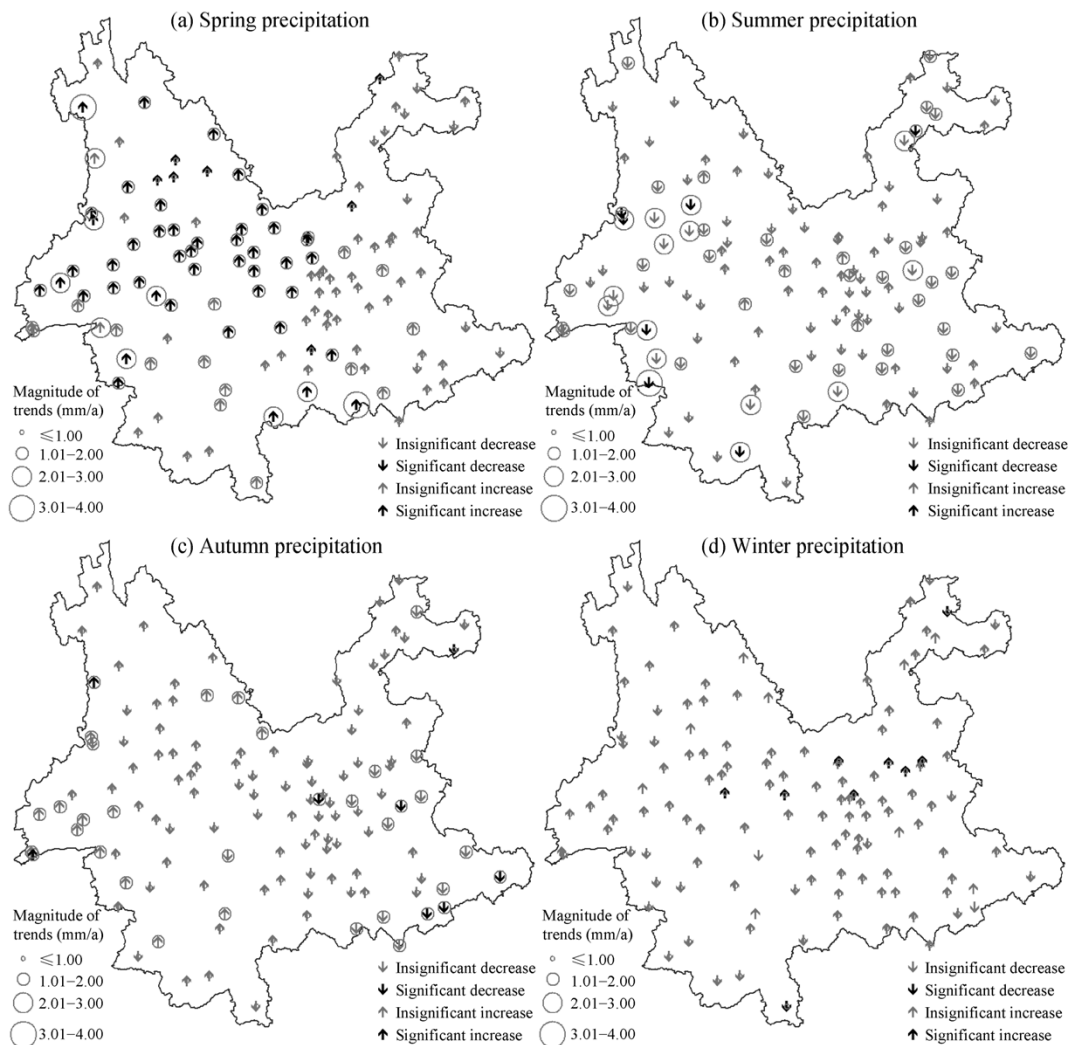 (a) Spring precipitation
Magnitude of
trends (mm/a)
≤1.00
1.01−2.00
2.01−3.00
3.01−4.00
Insignificant decrease
Significant decrease
Insignificant increase
Significant increase
(b) Summer precipitation
Magnitude of
trends (mm/a)
≤1.00
1.01−2.00
2.01−3.00
3.01−4.00
Insignificant decrease
Significant decrease
Insignificant increase
Significant increase
(c) Autumn precipitation
Magnitude of
trends (mm/a)
≤1.00
1.01−2.00
2.01−3.00
3.01−4.00
Insignificant decrease
Significant decrease
Insignificant increase
Significant increase
(d) Winter precipitation
Magnitude of
trends (mm/a)
≤1.00
1.01−2.00
2.01−3.00
3.01−4.00
Insignificant decrease
Significant decrease
Insignificant increase
Significant increase